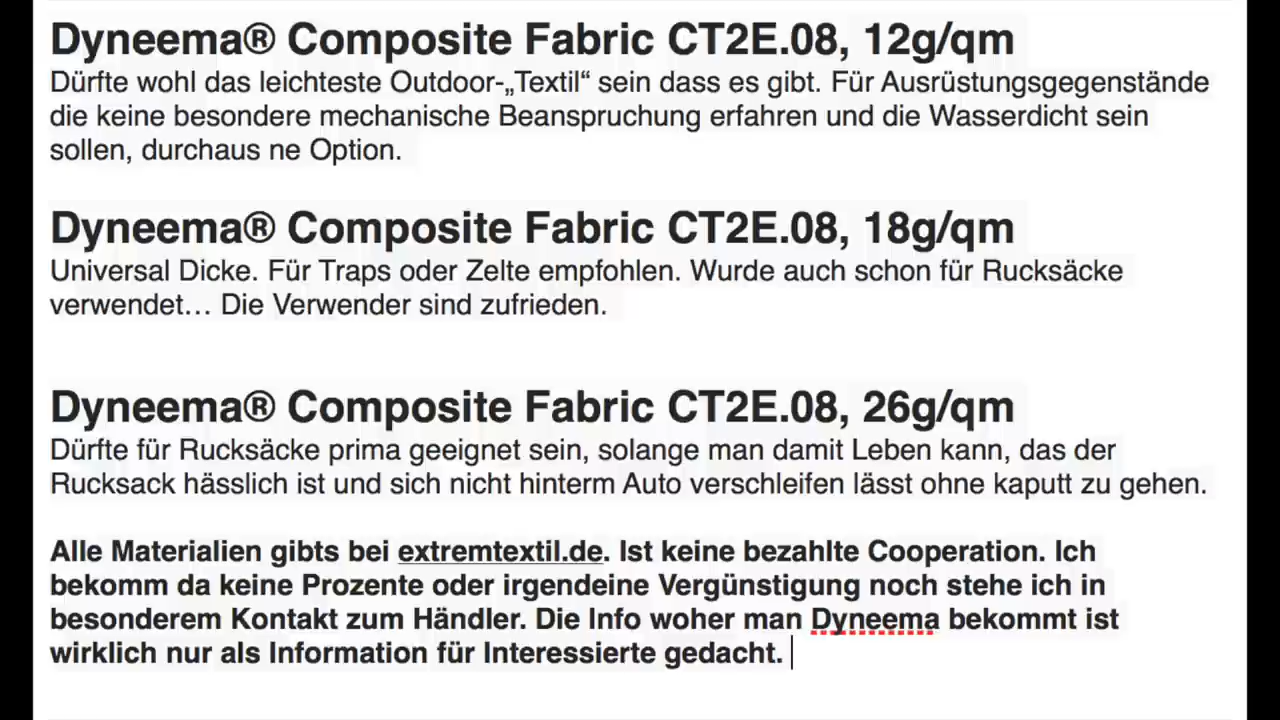 Dyneema® Composite Fabric CT2E.08, 12g/qm
Dürfte wohl das leichteste Outdoor-„Textil“ sein dass es gibt. Für Ausrüstungsgegenstände
die keine besondere mechanische Beanspruchung erfahren und die Wasserdicht sein
sollen, durchaus ne Option.
Dyneema® Composite Fabric CT2E.08, 18g/qm
Universal Dicke. Für Traps oder Zelte empfohlen. Wurde auch schon für Rucksäcke
verwendet… Die Verwender sind zufrieden.
Dyneema® Composite Fabric CT2E.08, 26g/qm
Dürfte für Rucksäcke prima geeignet sein, solange man damit Leben kann, das der
Rucksack hässlich ist und sich nicht hinterm Auto verschleifen lässt ohne kaputt zu gehen.
Alle Materialien gibts bei extremtextil.de. Ist keine bezahlte Cooperation. Ich
bekomm da keine Prozente oder irgendeine Vergünstigung noch stehe ich in
besonderem Kontakt zum Händler. Die Info woher man Dyneema bekommt ist
wirklich nur als Information für Interessierte gedacht.